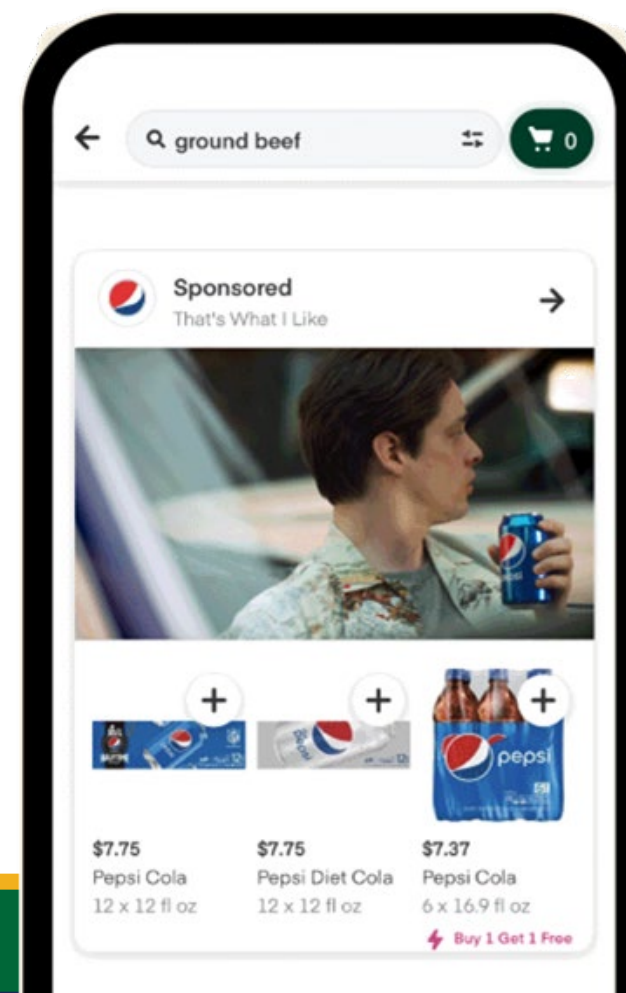 ground beef
0
Sponsored
That's What I Like
pepsi
$7.75
$7.75
$7.37
Pepsi Cola
Pepsi Diet Cola
Pepsi Cola
12 x 12 fl oz
12 x 12 fl oz
6 x 16.9 fl oz
Buy 1 Get 1 Free